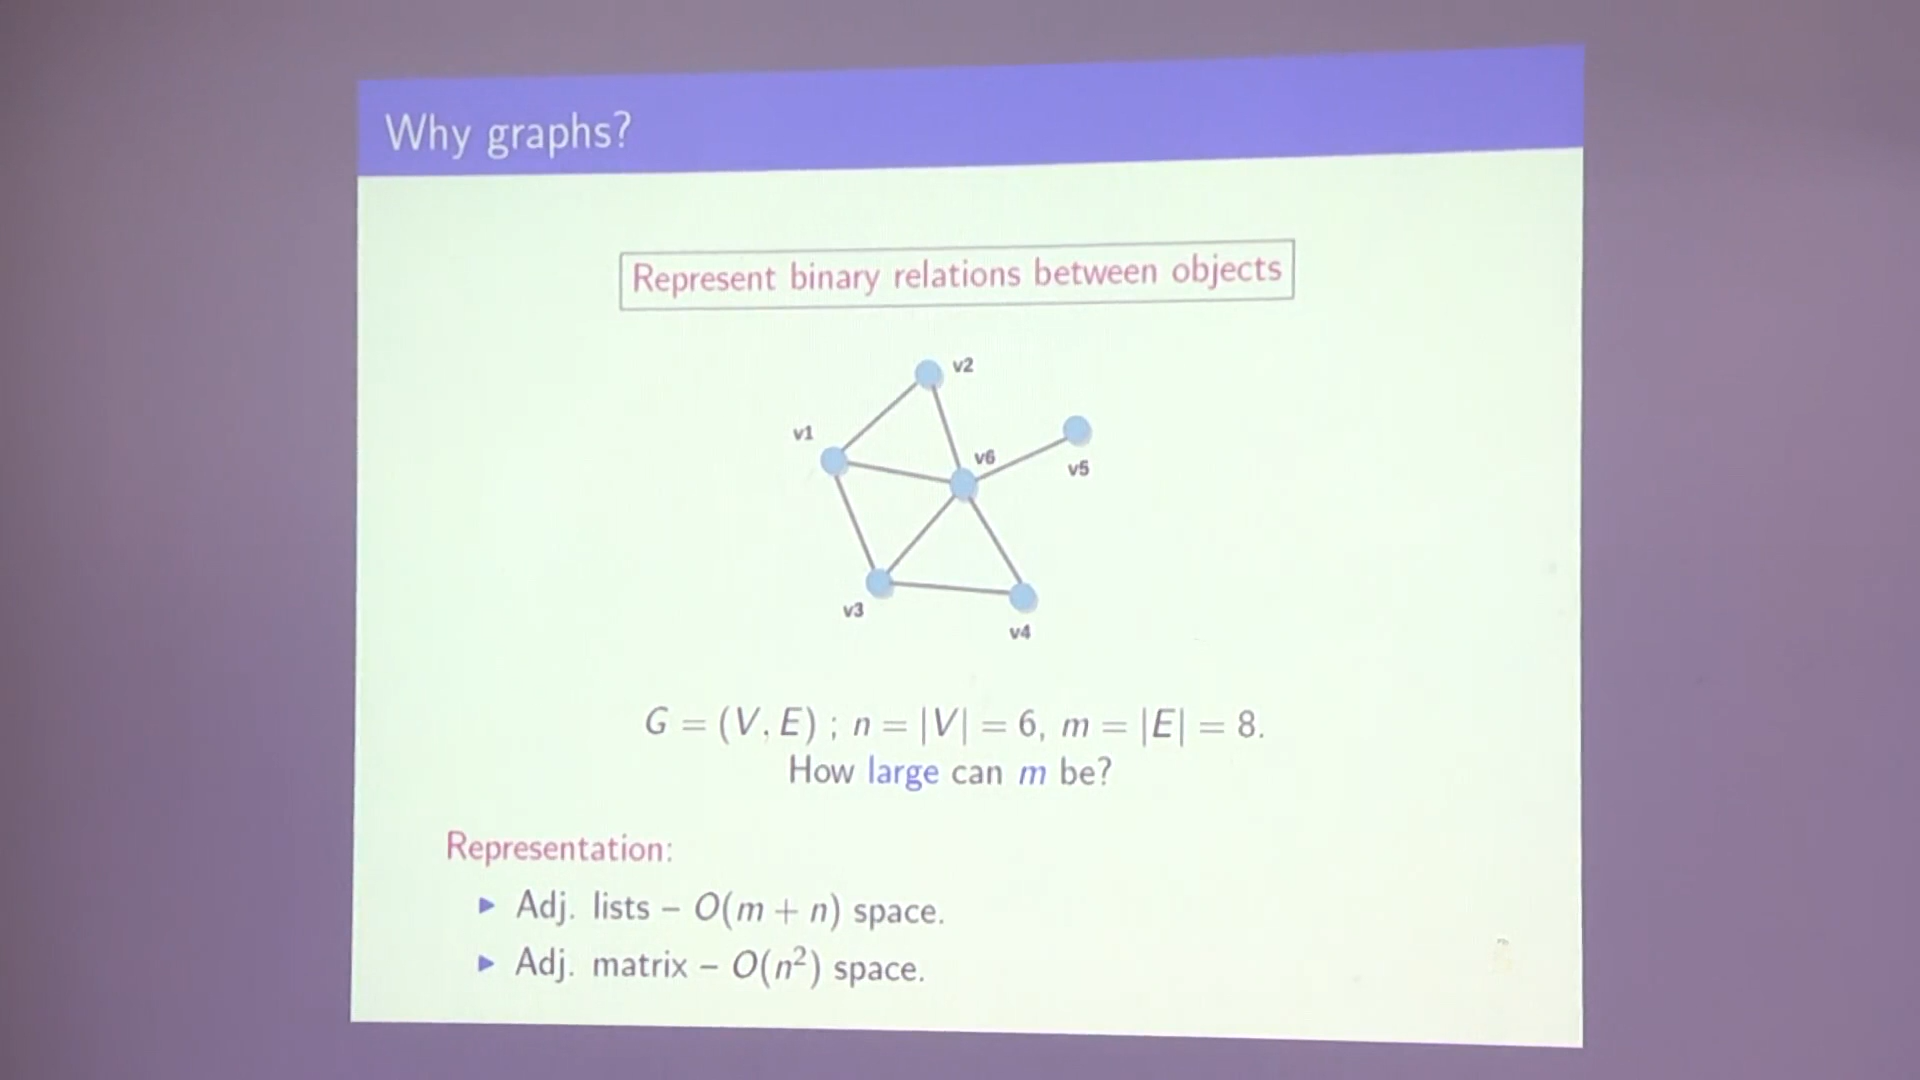 Why graphs?
Represent binary relations between objects
v2
v1
v6
v5
v3
v4
G = (V, E) ; n = |V| = 6, m = |E| = 8.
How large can m be?
Representation:
▶ Adj. lists – O(m + n) space.
▶ Adj. matrix – O(n²) space.